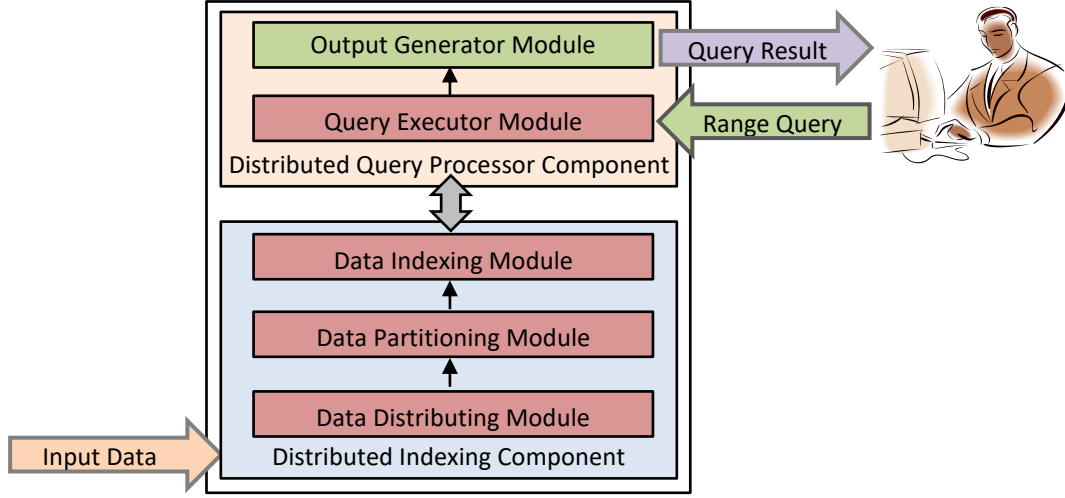 Output Generator Module
Query Result
Query Executor Module
Range Query
Distributed Query Processor Component
Data Indexing Module
Data Partitioning Module
Data Distributing Module
Input Data
Distributed Indexing Component